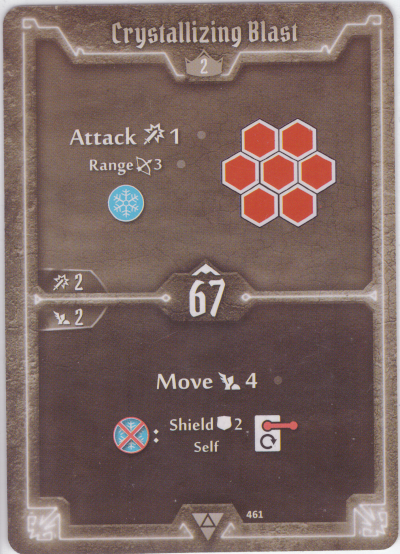 Crystallizing Blast
2
Attack 1
Range 3
2
67
2
Move 4
: Shield 2
Self
461